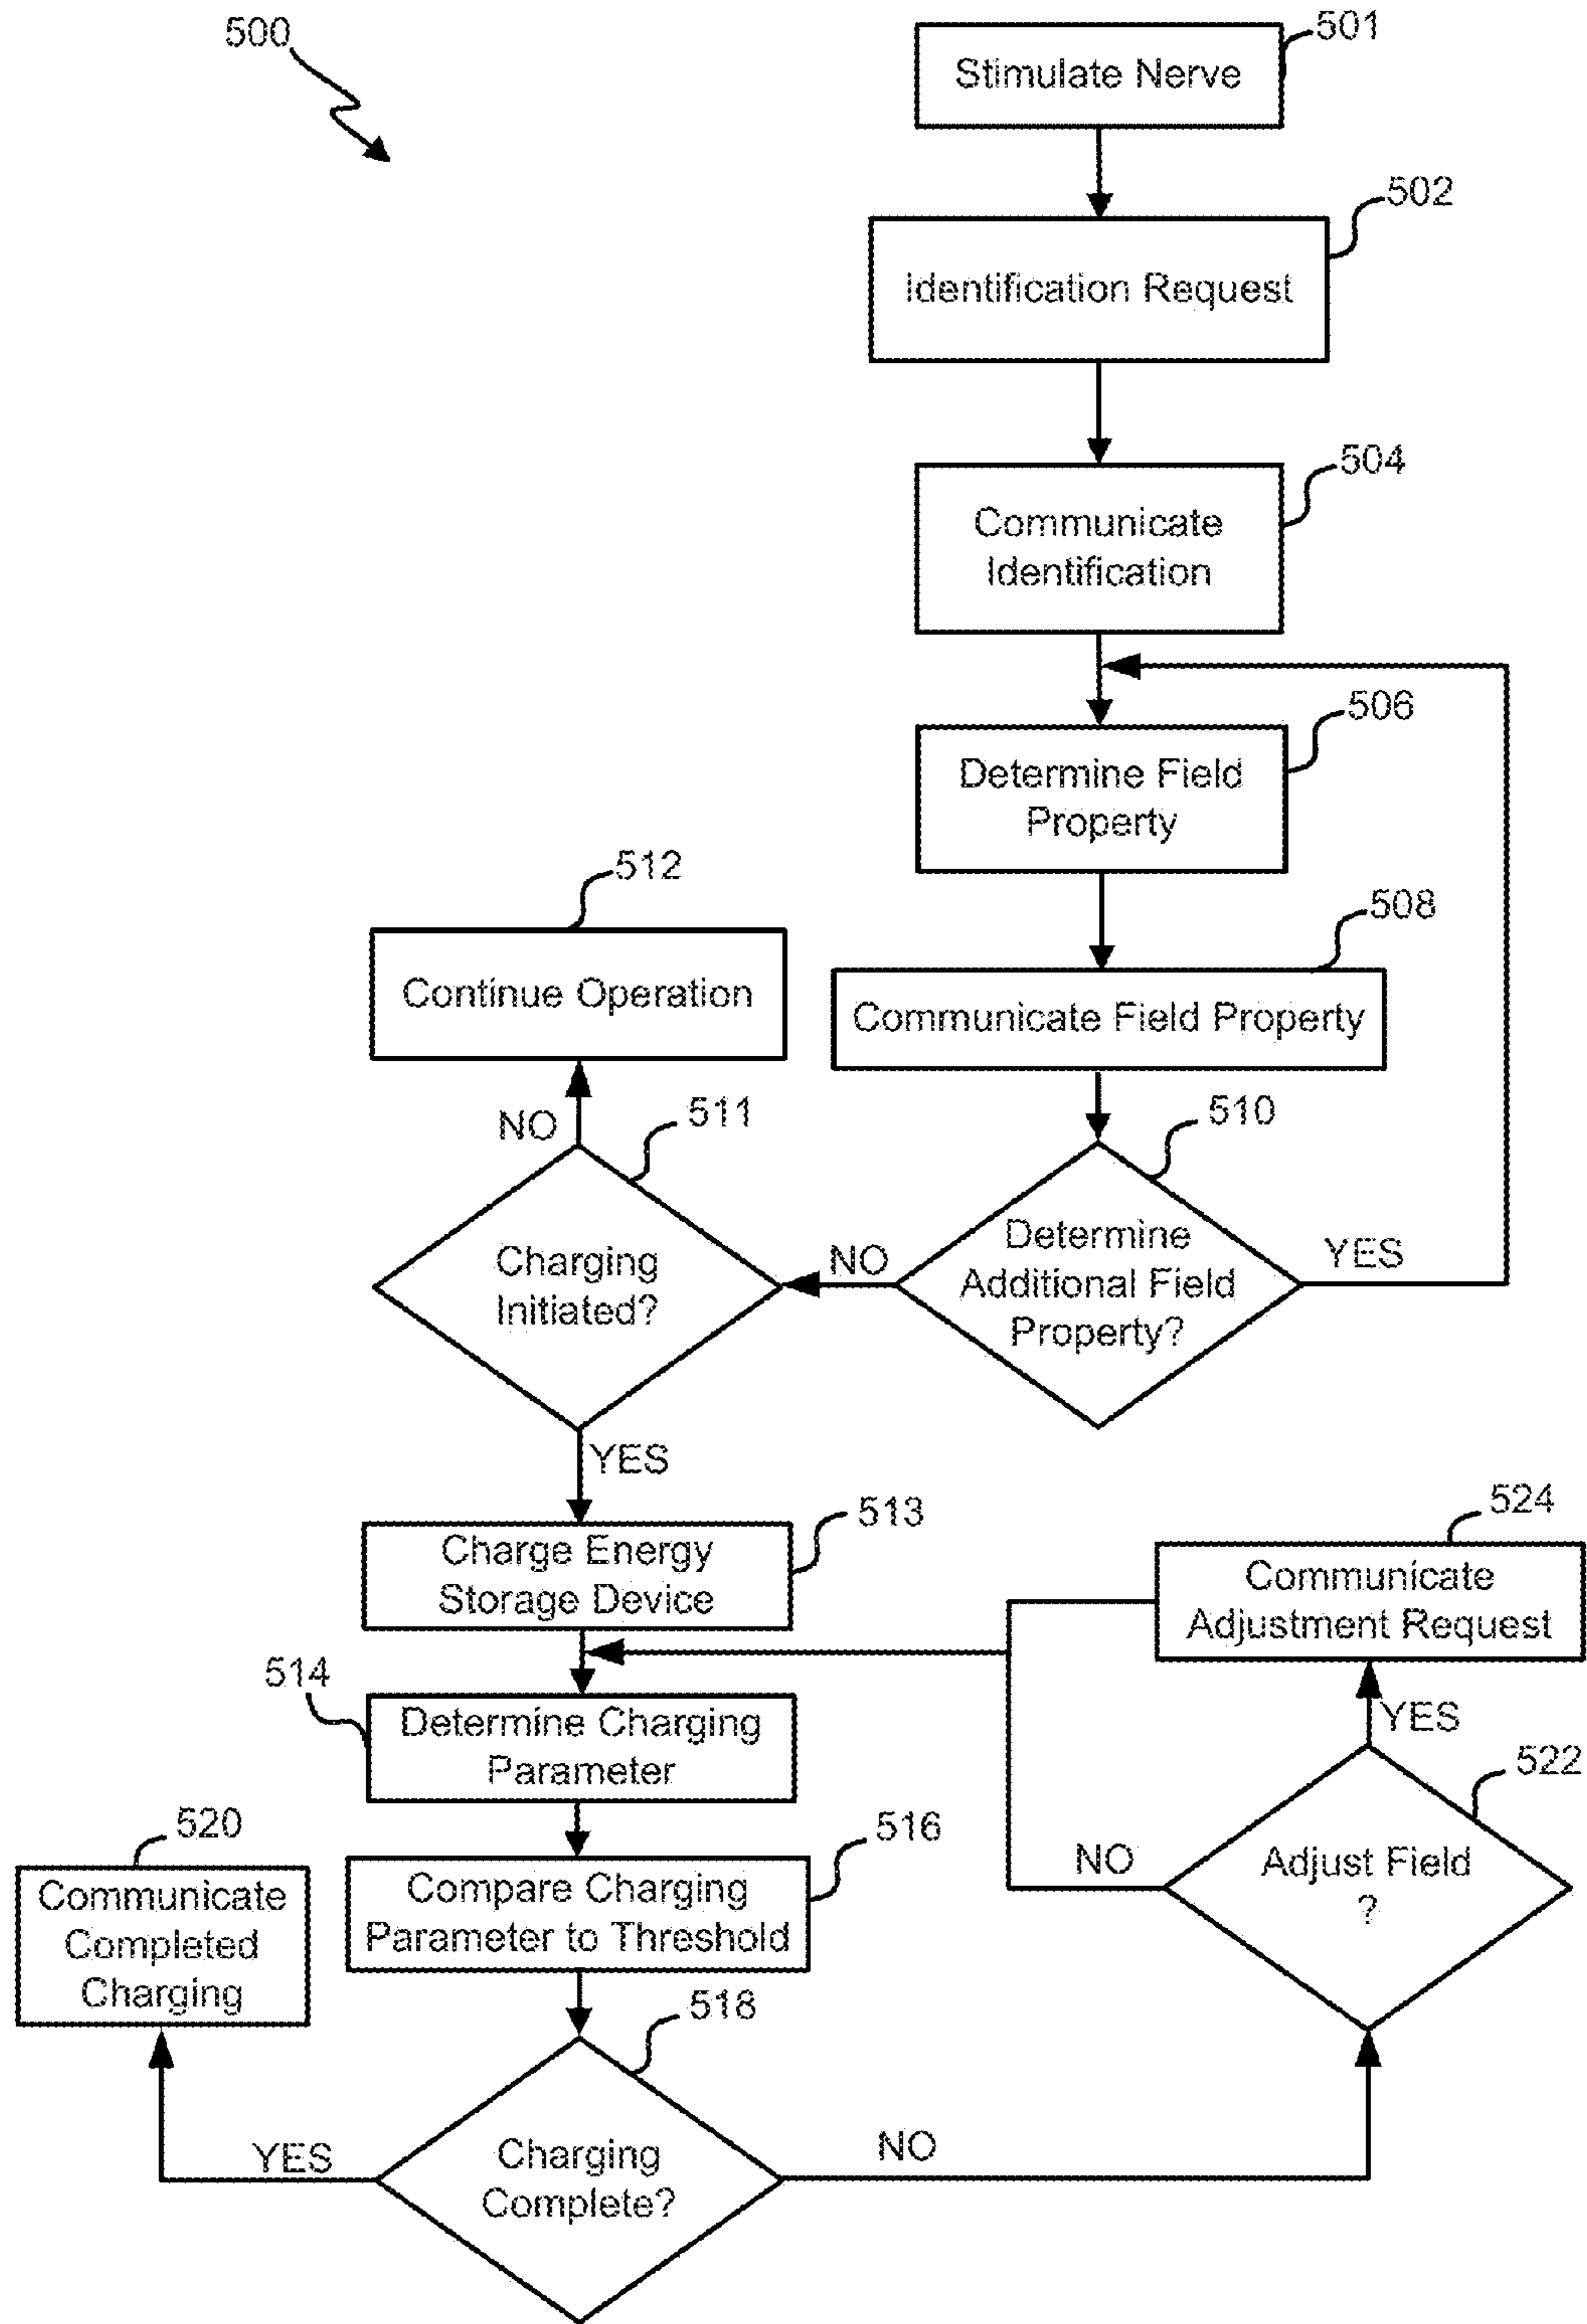 500
501
Stimulate Nerve
502
Identification Request
504
Communicate
Identification
506
Determine Field
Property
512
Continue Operation
508
Communicate Field Property
NO
511
510
Charging
Initiated?
NO
Determine
Additional Field
Property?
YES
YES
513
Charge Energy
Storage Device
524
Communicate
Adjustment Request
514
Determine Charging
Parameter
YES
522
520
Communicate
Completed
Charging
516
Compare Charging
Parameter to Threshold
NO
Adjust Field
?
518
YES
Charging
Complete?
NO